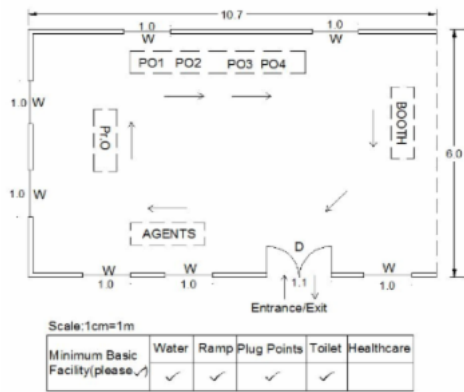 10.7
1.0 1.0
W W
PO1 PO2 PO3 PO4
1.0 W
Pr.O
BOOTH
6.0
1.0 W
AGENTS
D
W W W
1.0 1.0 1.1 1.0
Entrance/Exit
Scale:1cm=1m
Minimum Basic Facility(please ✓) Water Ramp Plug Points Toilet Healthcare
✓ ✓ ✓ ✓